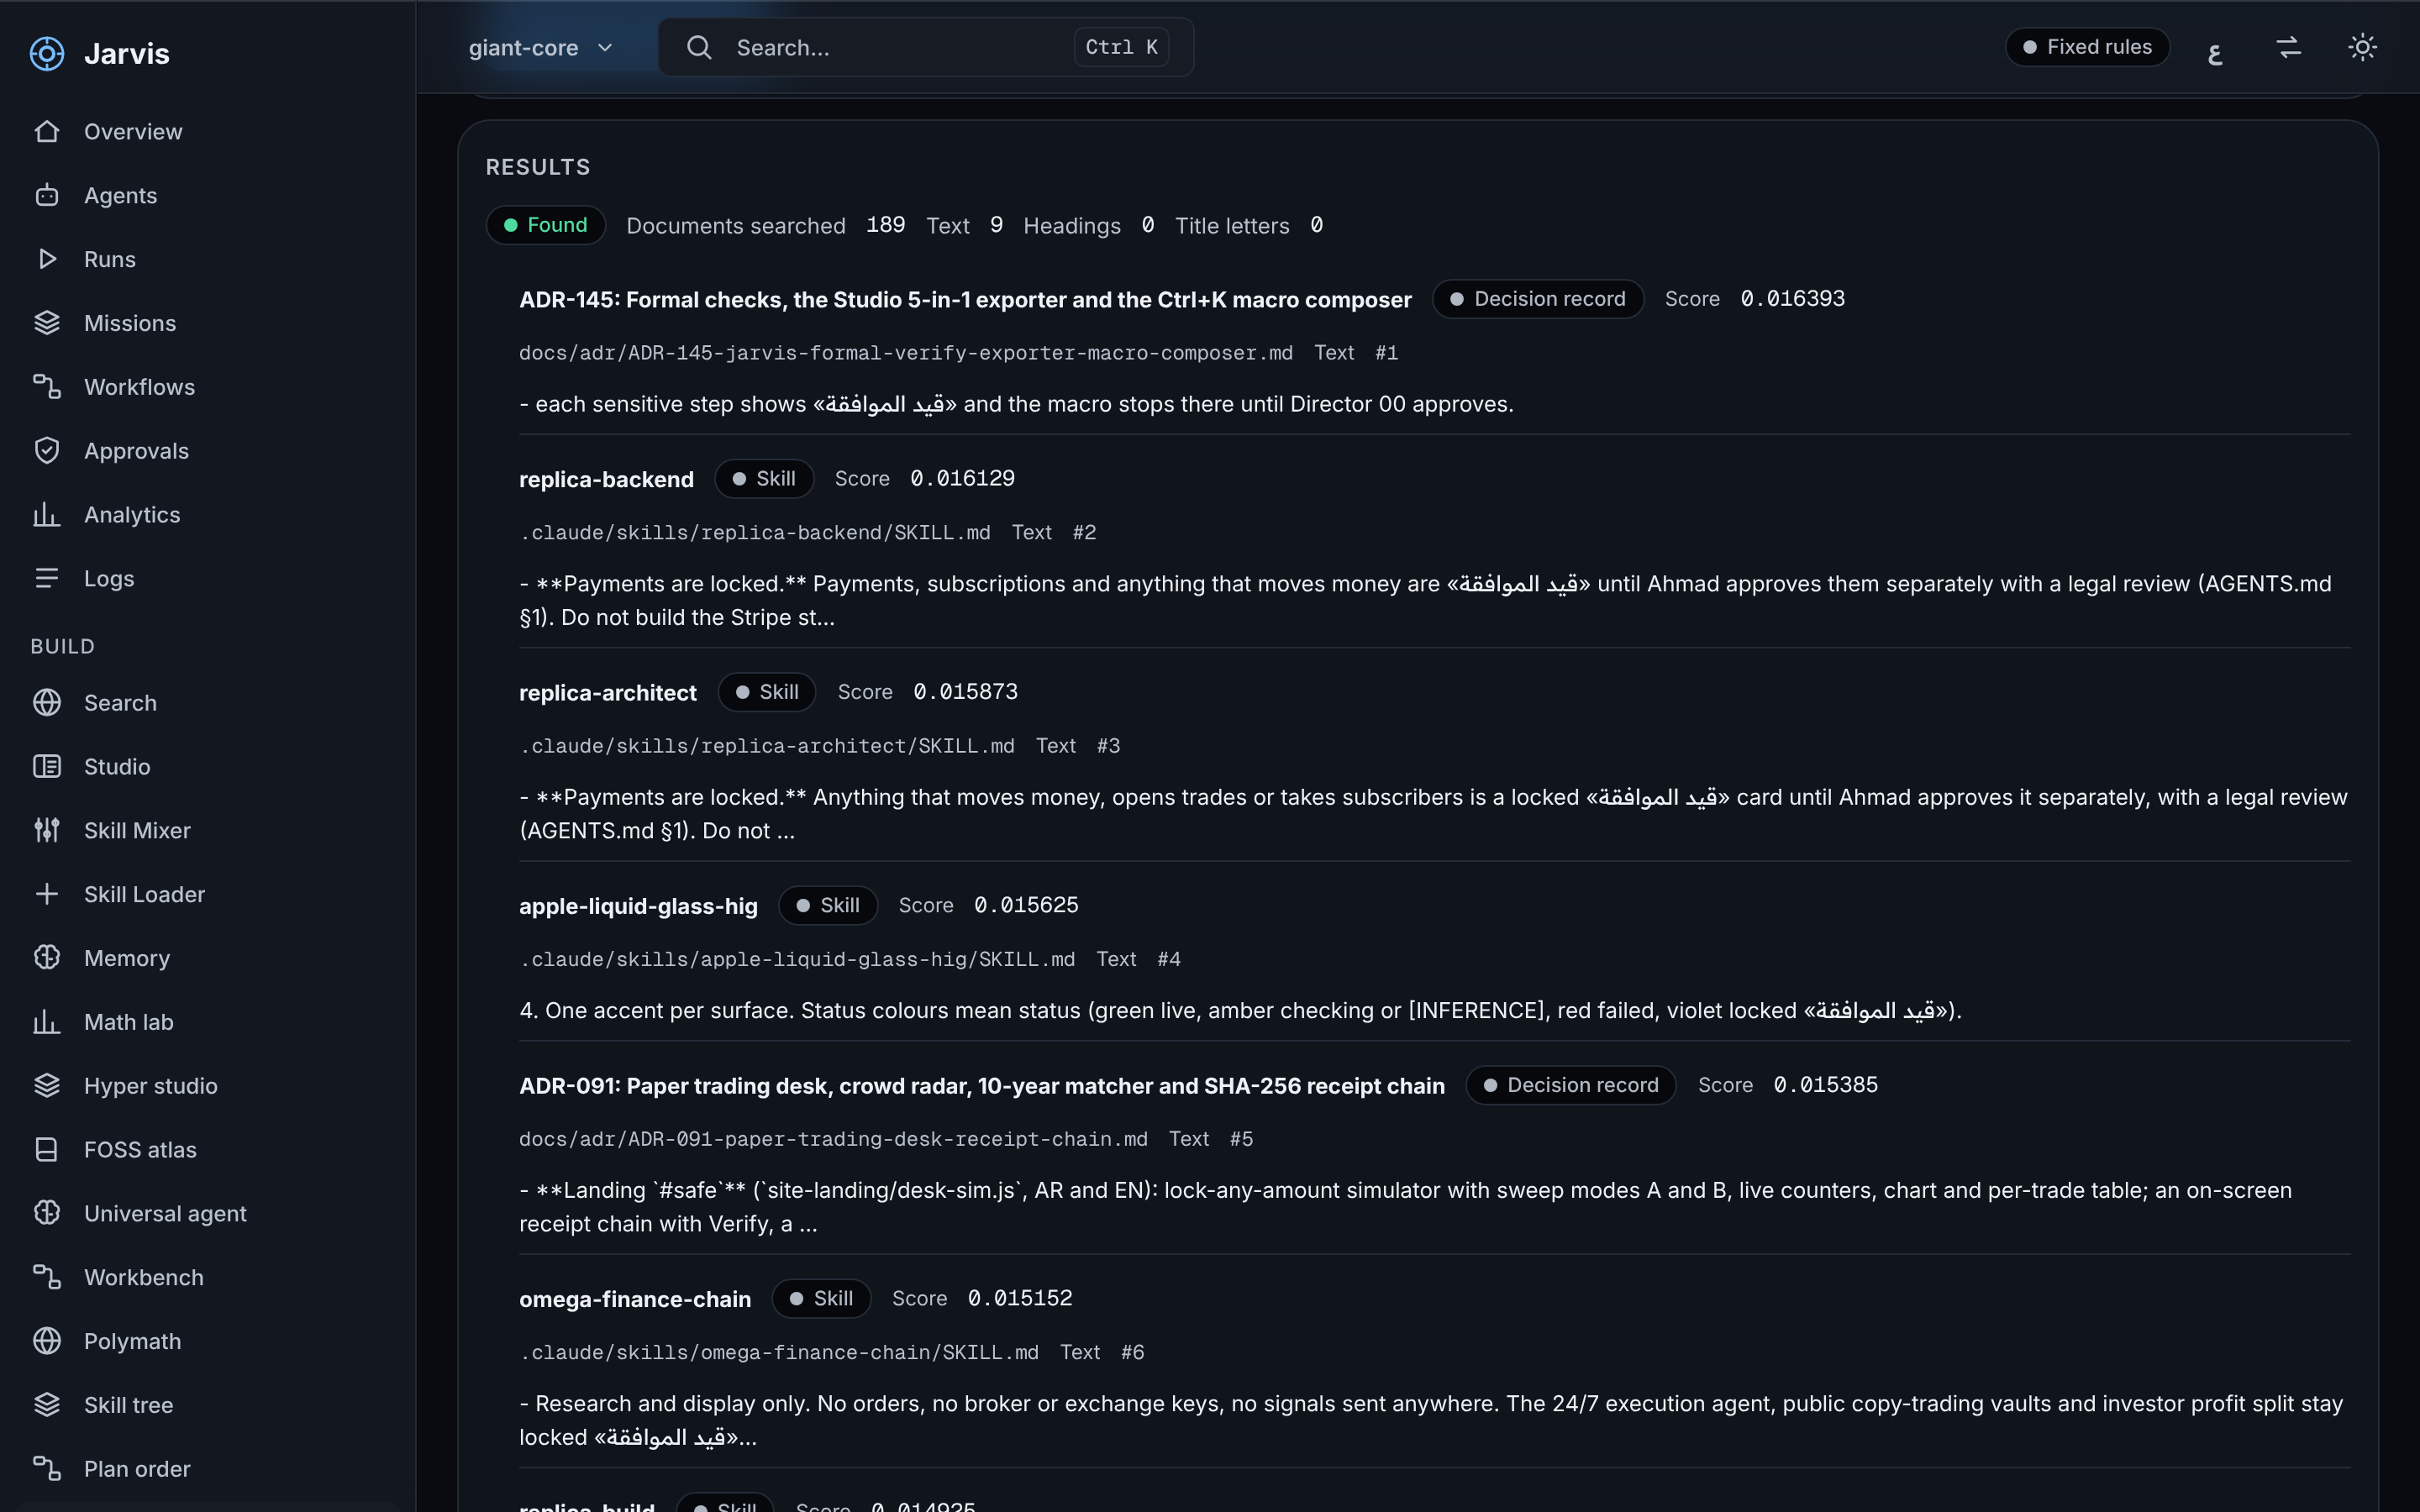 Jarvis
Overview
Agents
Runs
Missions
Workflows
Approvals
Analytics
Logs
BUILD
Search
Studio
Skill Mixer
Skill Loader
Memory
Math lab
Hyper studio
FOSS atlas
Universal agent
Workbench
Polymath
Skill tree
Plan order
giant-core
Search... Ctrl K
Fixed rules
ع
RESULTS
Found Documents searched 189 Text 9 Headings 0 Title letters 0
ADR-145: Formal checks, the Studio 5-in-1 exporter and the Ctrl+K macro composer Decision record Score 0.016393
docs/adr/ADR-145-jarvis-formal-verify-exporter-macro-composer.md Text #1
- each sensitive step shows «قيد الموافقة» and the macro stops there until Director 00 approves.
replica-backend Skill Score 0.016129
.claude/skills/replica-backend/SKILL.md Text #2
- **Payments are locked.** Payments, subscriptions and anything that moves money are «قيد الموافقة» until Ahmad approves them separately with a legal review (AGENTS.md
§1). Do not build the Stripe st...
replica-architect Skill Score 0.015873
.claude/skills/replica-architect/SKILL.md Text #3
- **Payments are locked.** Anything that moves money, opens trades or takes subscribers is a locked «قيد الموافقة» card until Ahmad approves it separately, with a legal review
(AGENTS.md §1). Do not ...
apple-liquid-glass-hig Skill Score 0.015625
.claude/skills/apple-liquid-glass-hig/SKILL.md Text #4
4. One accent per surface. Status colours mean status (green live, amber checking or [INFERENCE], red failed, violet locked «قيد الموافقة»).
ADR-091: Paper trading desk, crowd radar, 10-year matcher and SHA-256 receipt chain Decision record Score 0.015385
docs/adr/ADR-091-paper-trading-desk-receipt-chain.md Text #5
- **Landing `#safe`** (`site-landing/desk-sim.js`, AR and EN): lock-any-amount simulator with sweep modes A and B, live counters, chart and per-trade table; an on-screen
receipt chain with Verify, a ...
omega-finance-chain Skill Score 0.015152
.claude/skills/omega-finance-chain/SKILL.md Text #6
- Research and display only. No orders, no broker or exchange keys, no signals sent anywhere. The 24/7 execution agent, public copy-trading vaults and investor profit split stay
locked «قيد الموافقة»...
replica-build Skill Score 0.014925